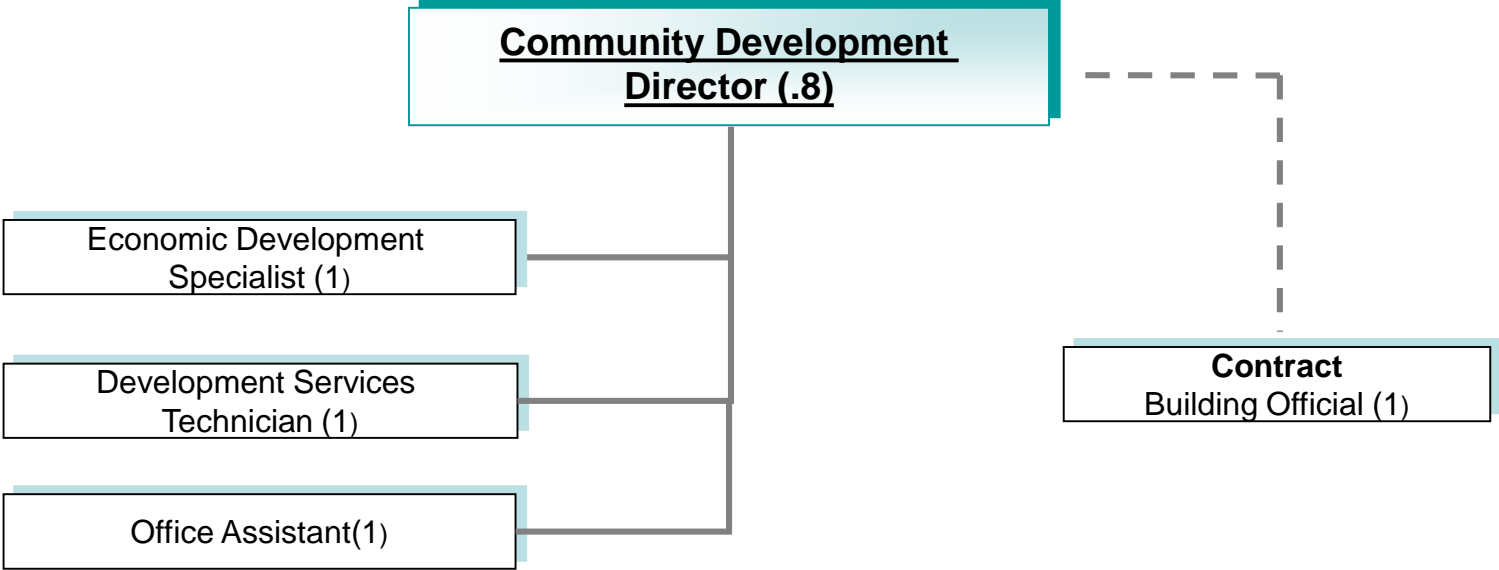 Community Development
Director (.8)
Economic Development
Specialist (1)
Development Services
Technician (1)
Office Assistant(1)
Contract
Building Official (1)